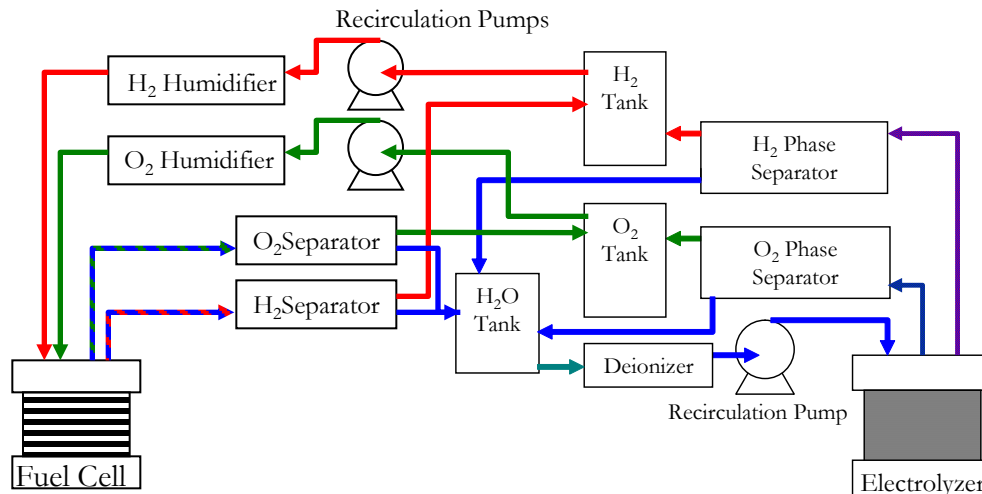 Recirculation Pumps
H₂ Humidifier
H₂
Tank
H₂ Phase
Separator
O₂ Humidifier
O₂Separator
O₂
Tank
O₂ Phase
Separator
H₂Separator
H₂O
Tank
Deionizer
Recirculation Pump
Fuel Cell
Electrolyzer